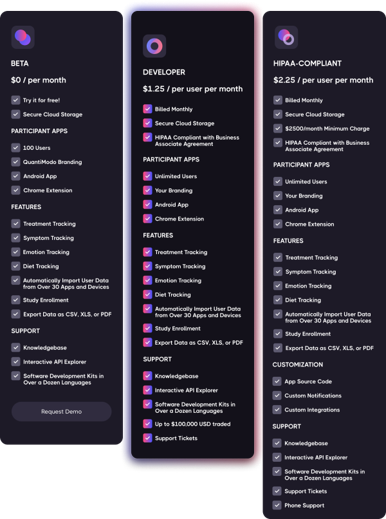 BETA
$0 / per month
Try it for free!
Secure Cloud Storage
PARTICIPANT APPS
100 Users
QuantiModo Branding
Android App
Chrome Extension
FEATURES
Treatment Tracking
Symptom Tracking
Emotion Tracking
Diet Tracking
Automatically Import User Data
from Over 30 Apps and Devices
Study Enrollment
Export Data as CSV, XLS, or PDF
SUPPORT
Knowledgebase
Interactive API Explorer
Software Development Kits in
Over a Dozen Languages
Request Demo
DEVELOPER
$1.25 / per user per month
Billed Monthly
Secure Cloud Storage
HIPAA Compliant with Business
Associate Agreement
PARTICIPANT APPS
Unlimited Users
Your Branding
Android App
Chrome Extension
FEATURES
Treatment Tracking
Symptom Tracking
Emotion Tracking
Diet Tracking
Automatically Import User Data
from Over 30 Apps and Devices
Study Enrollment
Export Data as CSV, XLS, or PDF
SUPPORT
Knowledgebase
Interactive API Explorer
Software Development Kits in
Over a Dozen Languages
Up to $100.000 USD traded
Support Tickets
HIPAA-COMPLIANT
$2.25 / per user per month
Billed Monthly
Secure Cloud Storage
$2500/month Minimum Charge
HIPAA Compliant with Business
Associate Agreement
PARTICIPANT APPS
Unlimited Users
Your Branding
Android App
Chrome Extension
FEATURES
Treatment Tracking
Symptom Tracking
Emotion Tracking
Diet Tracking
Automatically Import User Data
from Over 30 Apps and Devices
Study Enrollment
Export Data as CSV, XLS, or PDF
CUSTOMIZATION
App Source Code
Custom Notifications
Custom Integrations
SUPPORT
Knowledgebase
Interactive API Explorer
Software Development Kits in
Over a Dozen Languages
Support Tickets
Phone Support